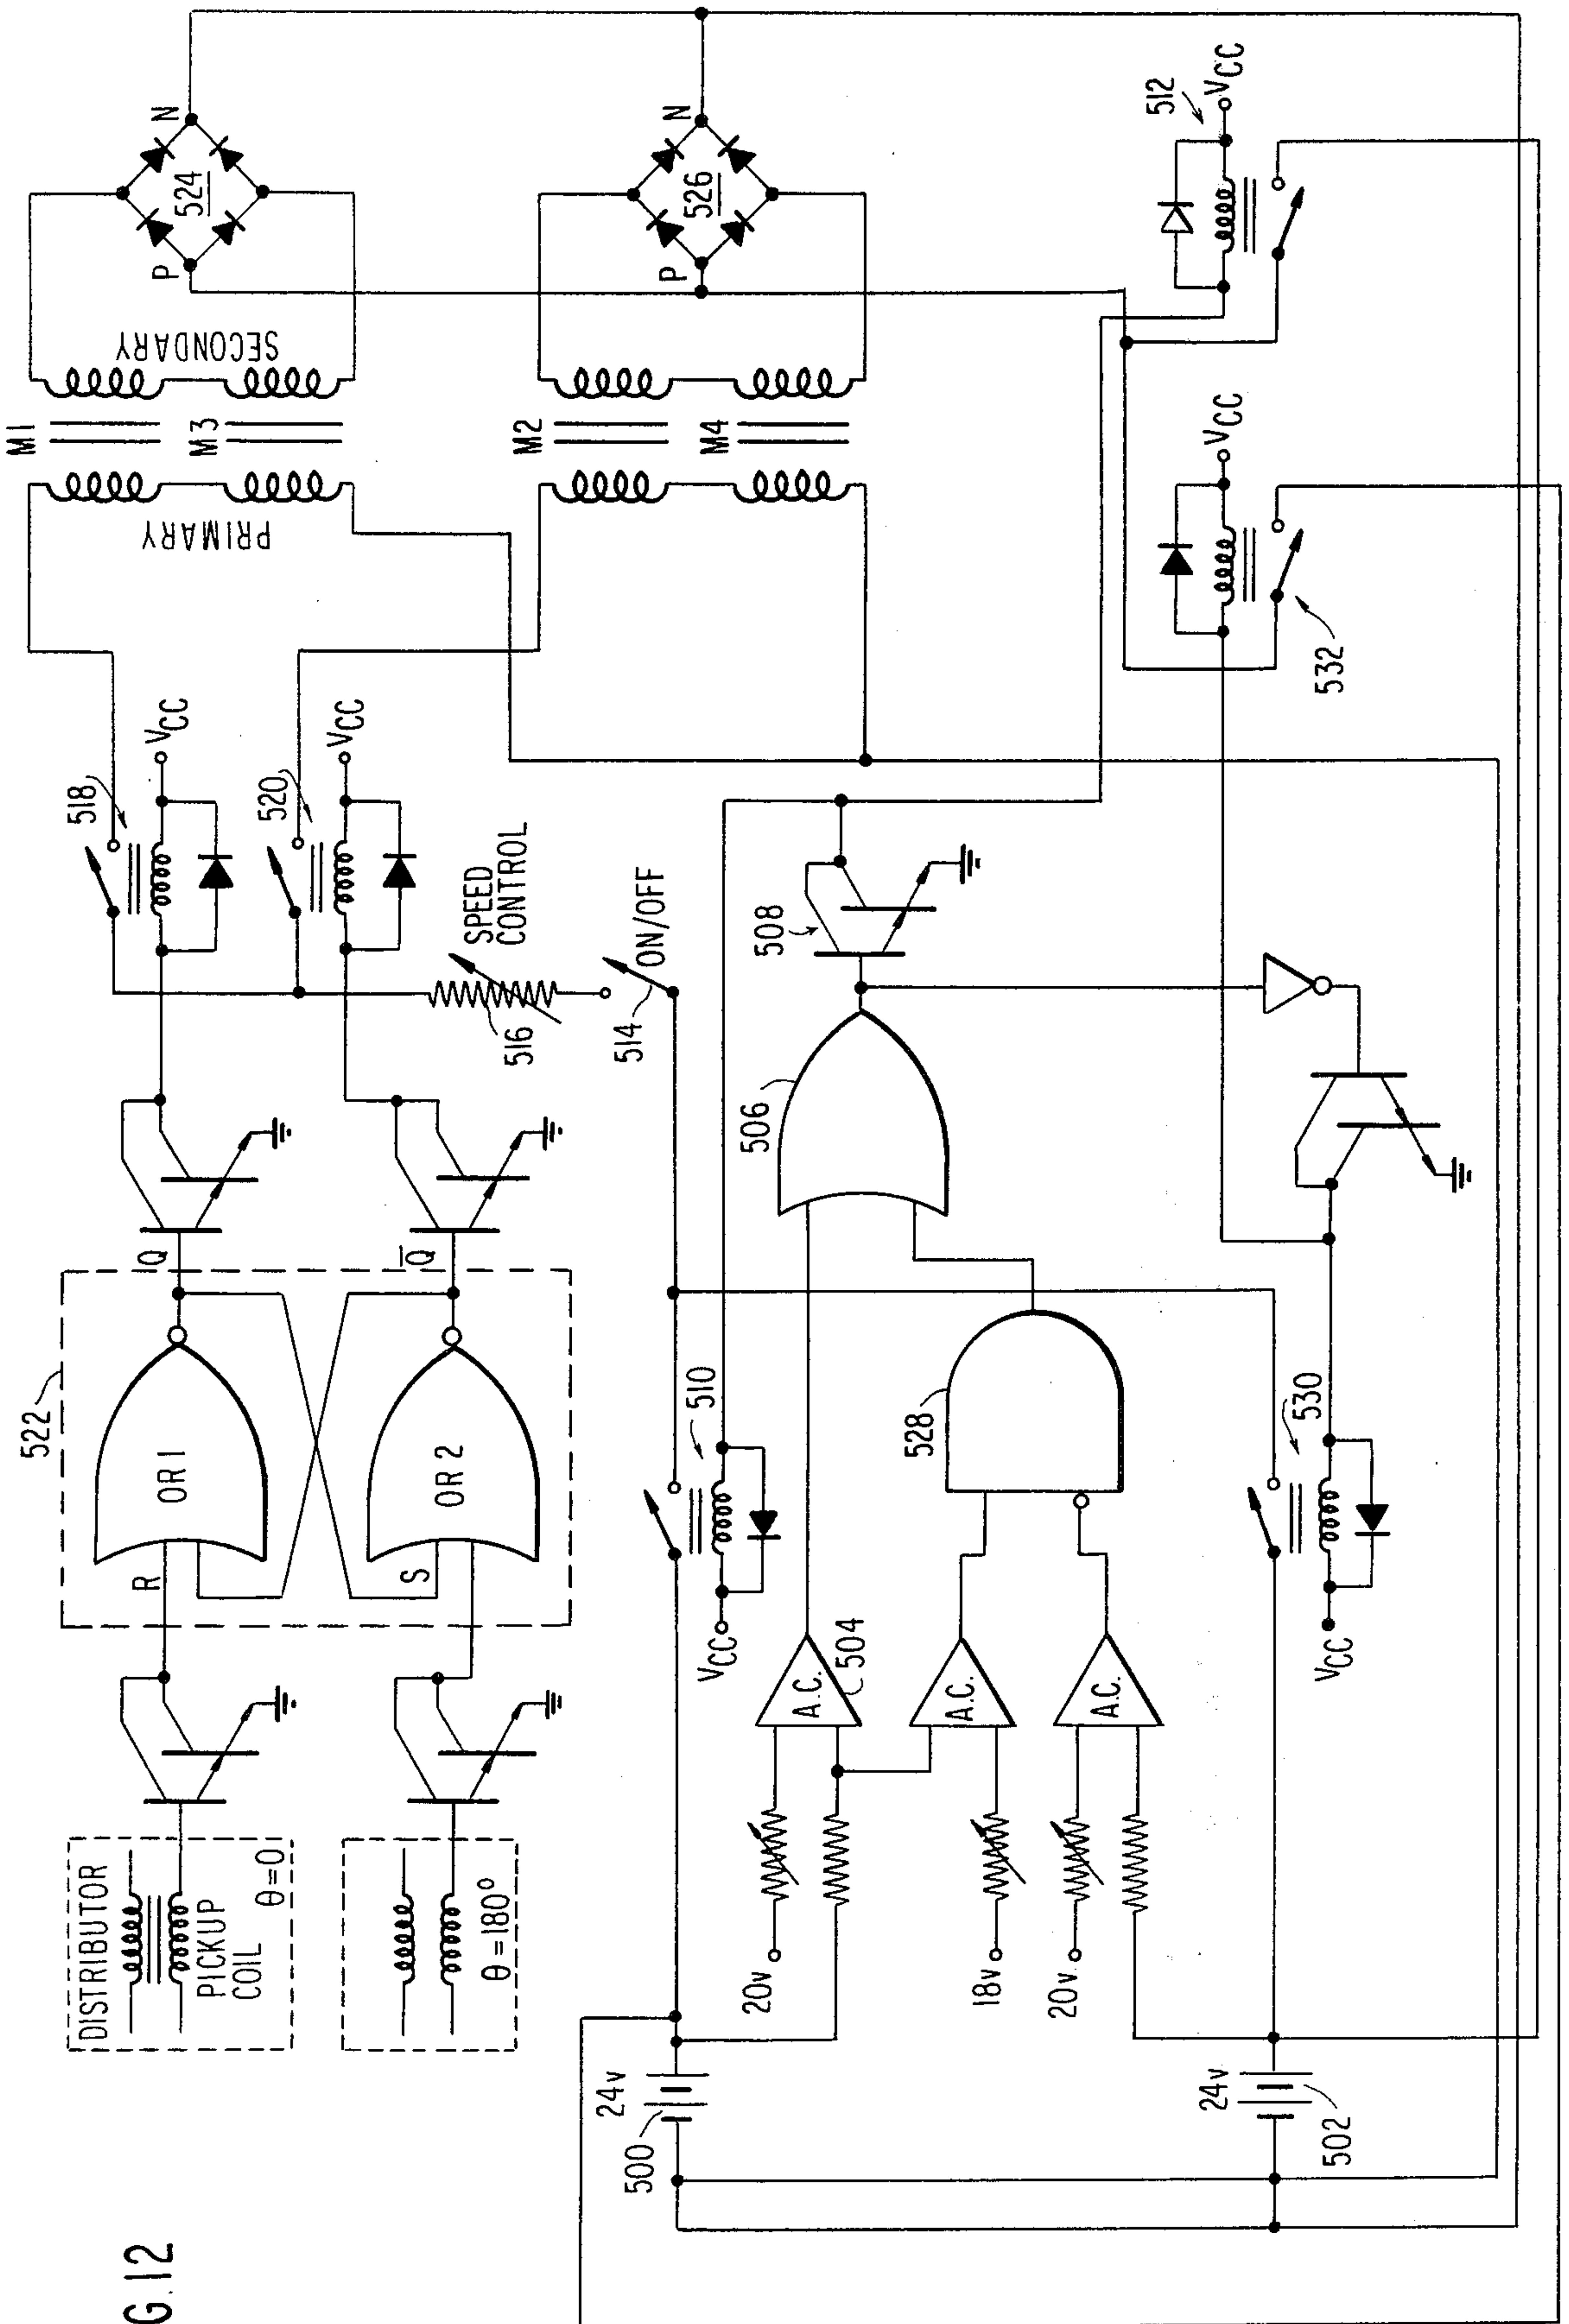 N
524
P
SECONDARY
M1
M3
PRIMARY
N
526
P
M2
M4
512
VCC
VCC
532
518
VCC
520
VCC
SPEED
CONTROL
516
ON/OFF
514
508
506
522
Q
Q̅
OR 1
OR 2
R
S
510
VCC
528
530
VCC
A.C.
504
A.C.
A.C.
DISTRIBUTOR
PICKUP
COIL
θ=0
θ=180°
20v
18v
20v
24v
500
24v
502
G.12